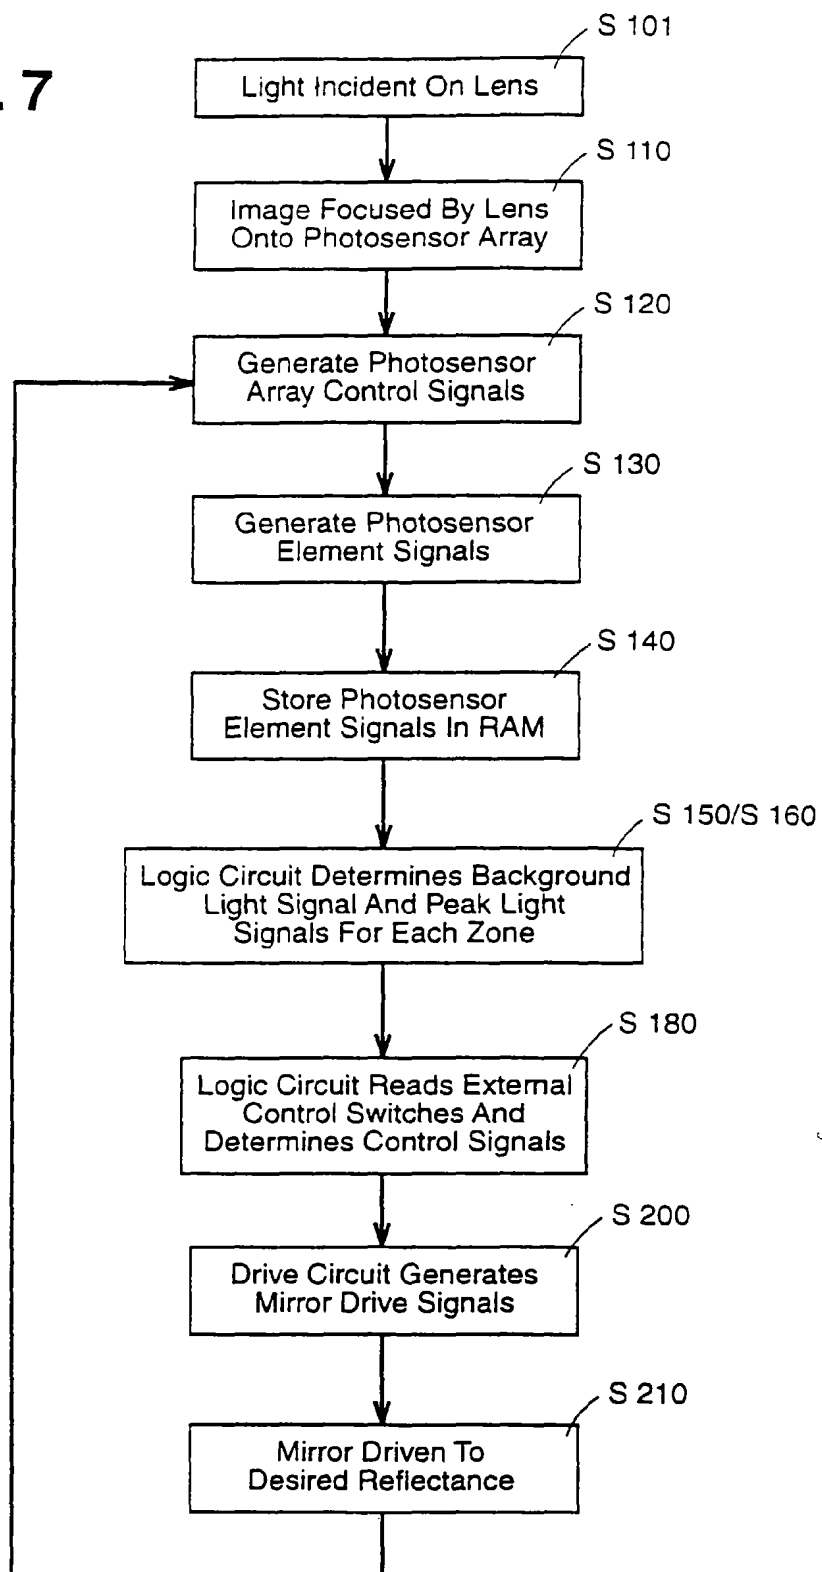 . 7
S 101
Light Incident On Lens
S 110
Image Focused By Lens
Onto Photosensor Array
S 120
Generate Photosensor
Array Control Signals
S 130
Generate Photosensor
Element Signals
S 140
Store Photosensor
Element Signals In RAM
S 150/S 160
Logic Circuit Determines Background
Light Signal And Peak Light
Signals For Each Zone
S 180
Logic Circuit Reads External
Control Switches And
Determines Control Signals
S 200
Drive Circuit Generates
Mirror Drive Signals
S 210
Mirror Driven To
Desired Reflectance